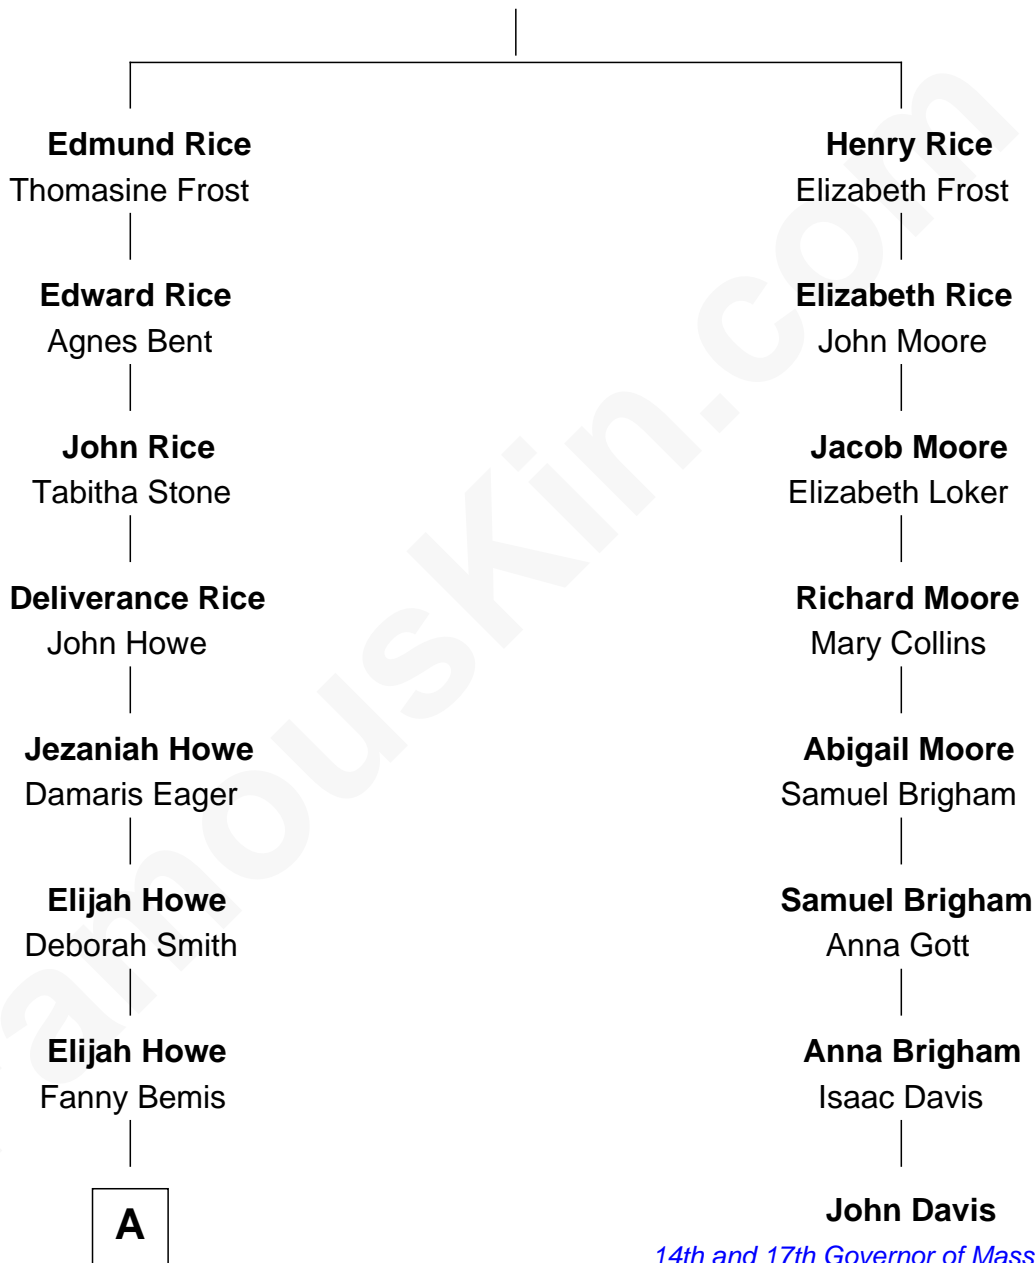 Edmund Rice
Thomasine Frost
Edward Rice
Agnes Bent
John Rice
Tabitha Stone
Deliverance Rice
John Howe
Jezaniah Howe
Damaris Eager
Elijah Howe
Deborah Smith
Elijah Howe
Fanny Bemis
A
Henry Rice
Elizabeth Frost
Elizabeth Rice
John Moore
Jacob Moore
Elizabeth Loker
Richard Moore
Mary Collins
Abigail Moore
Samuel Brigham
Samuel Brigham
Anna Gott
Anna Brigham
Isaac Davis
John Davis
14th and 17th Governor of Mass
amouskin.com